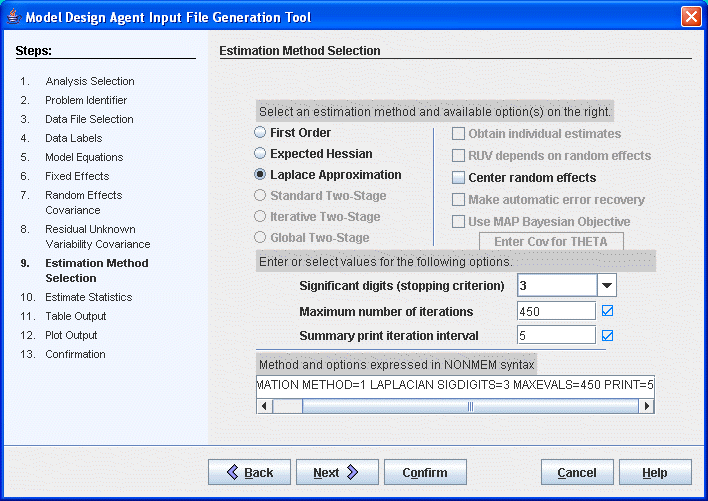 Model Design Agent Input File Generation Tool
Steps:
1. Analysis Selection
2. Problem Identifier
3. Data File Selection
4. Data Labels
5. Model Equations
6. Fixed Effects
7. Random Effects
Covariance
8. Residual Unknown
Variability Covariance
9. Estimation Method
Selection
10. Estimate Statistics
11. Table Output
12. Plot Output
13. Confirmation
Estimation Method Selection
Select an estimation method and available option(s) on the right.
First Order
Expected Hessian
Laplace Approximation
Standard Two-Stage
Iterative Two-Stage
Global Two-Stage
Obtain individual estimates
RUV depends on random effects
Center random effects
Make automatic error recovery
Use MAP Bayesian Objective
Enter Cov for THETA
Enter or select values for the following options.
Significant digits (stopping criterion) 3
Maximum number of iterations 450
Summary print iteration interval 5
Method and options expressed in NONMEM syntax
MATION METHOD=1 LAPLACIAN SIGDIGITS=3 MAXEVALS=450 PRINT=5
Back Next Confirm Cancel Help